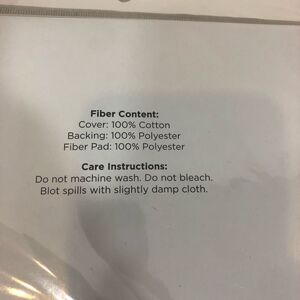 Fiber Content:
Cover: 100% Cotton
Backing: 100% Polyester
Fiber Pad: 100% Polyester
Care Instructions:
Do not machine wash. Do not bleach.
Blot spills with slightly damp cloth.